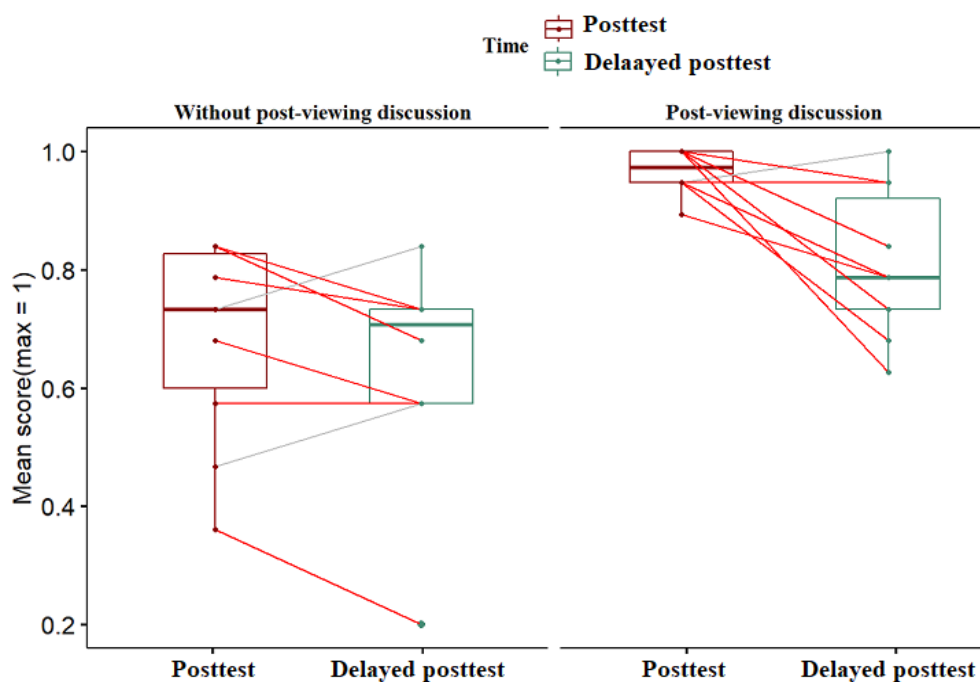 Time
Posttest
Delaayed posttest
Without post-viewing discussion
Post-viewing discussion
Mean score(max = 1)
1.0
0.8
0.6
0.4
0.2
Posttest
Delayed posttest
Posttest
Delayed posttest